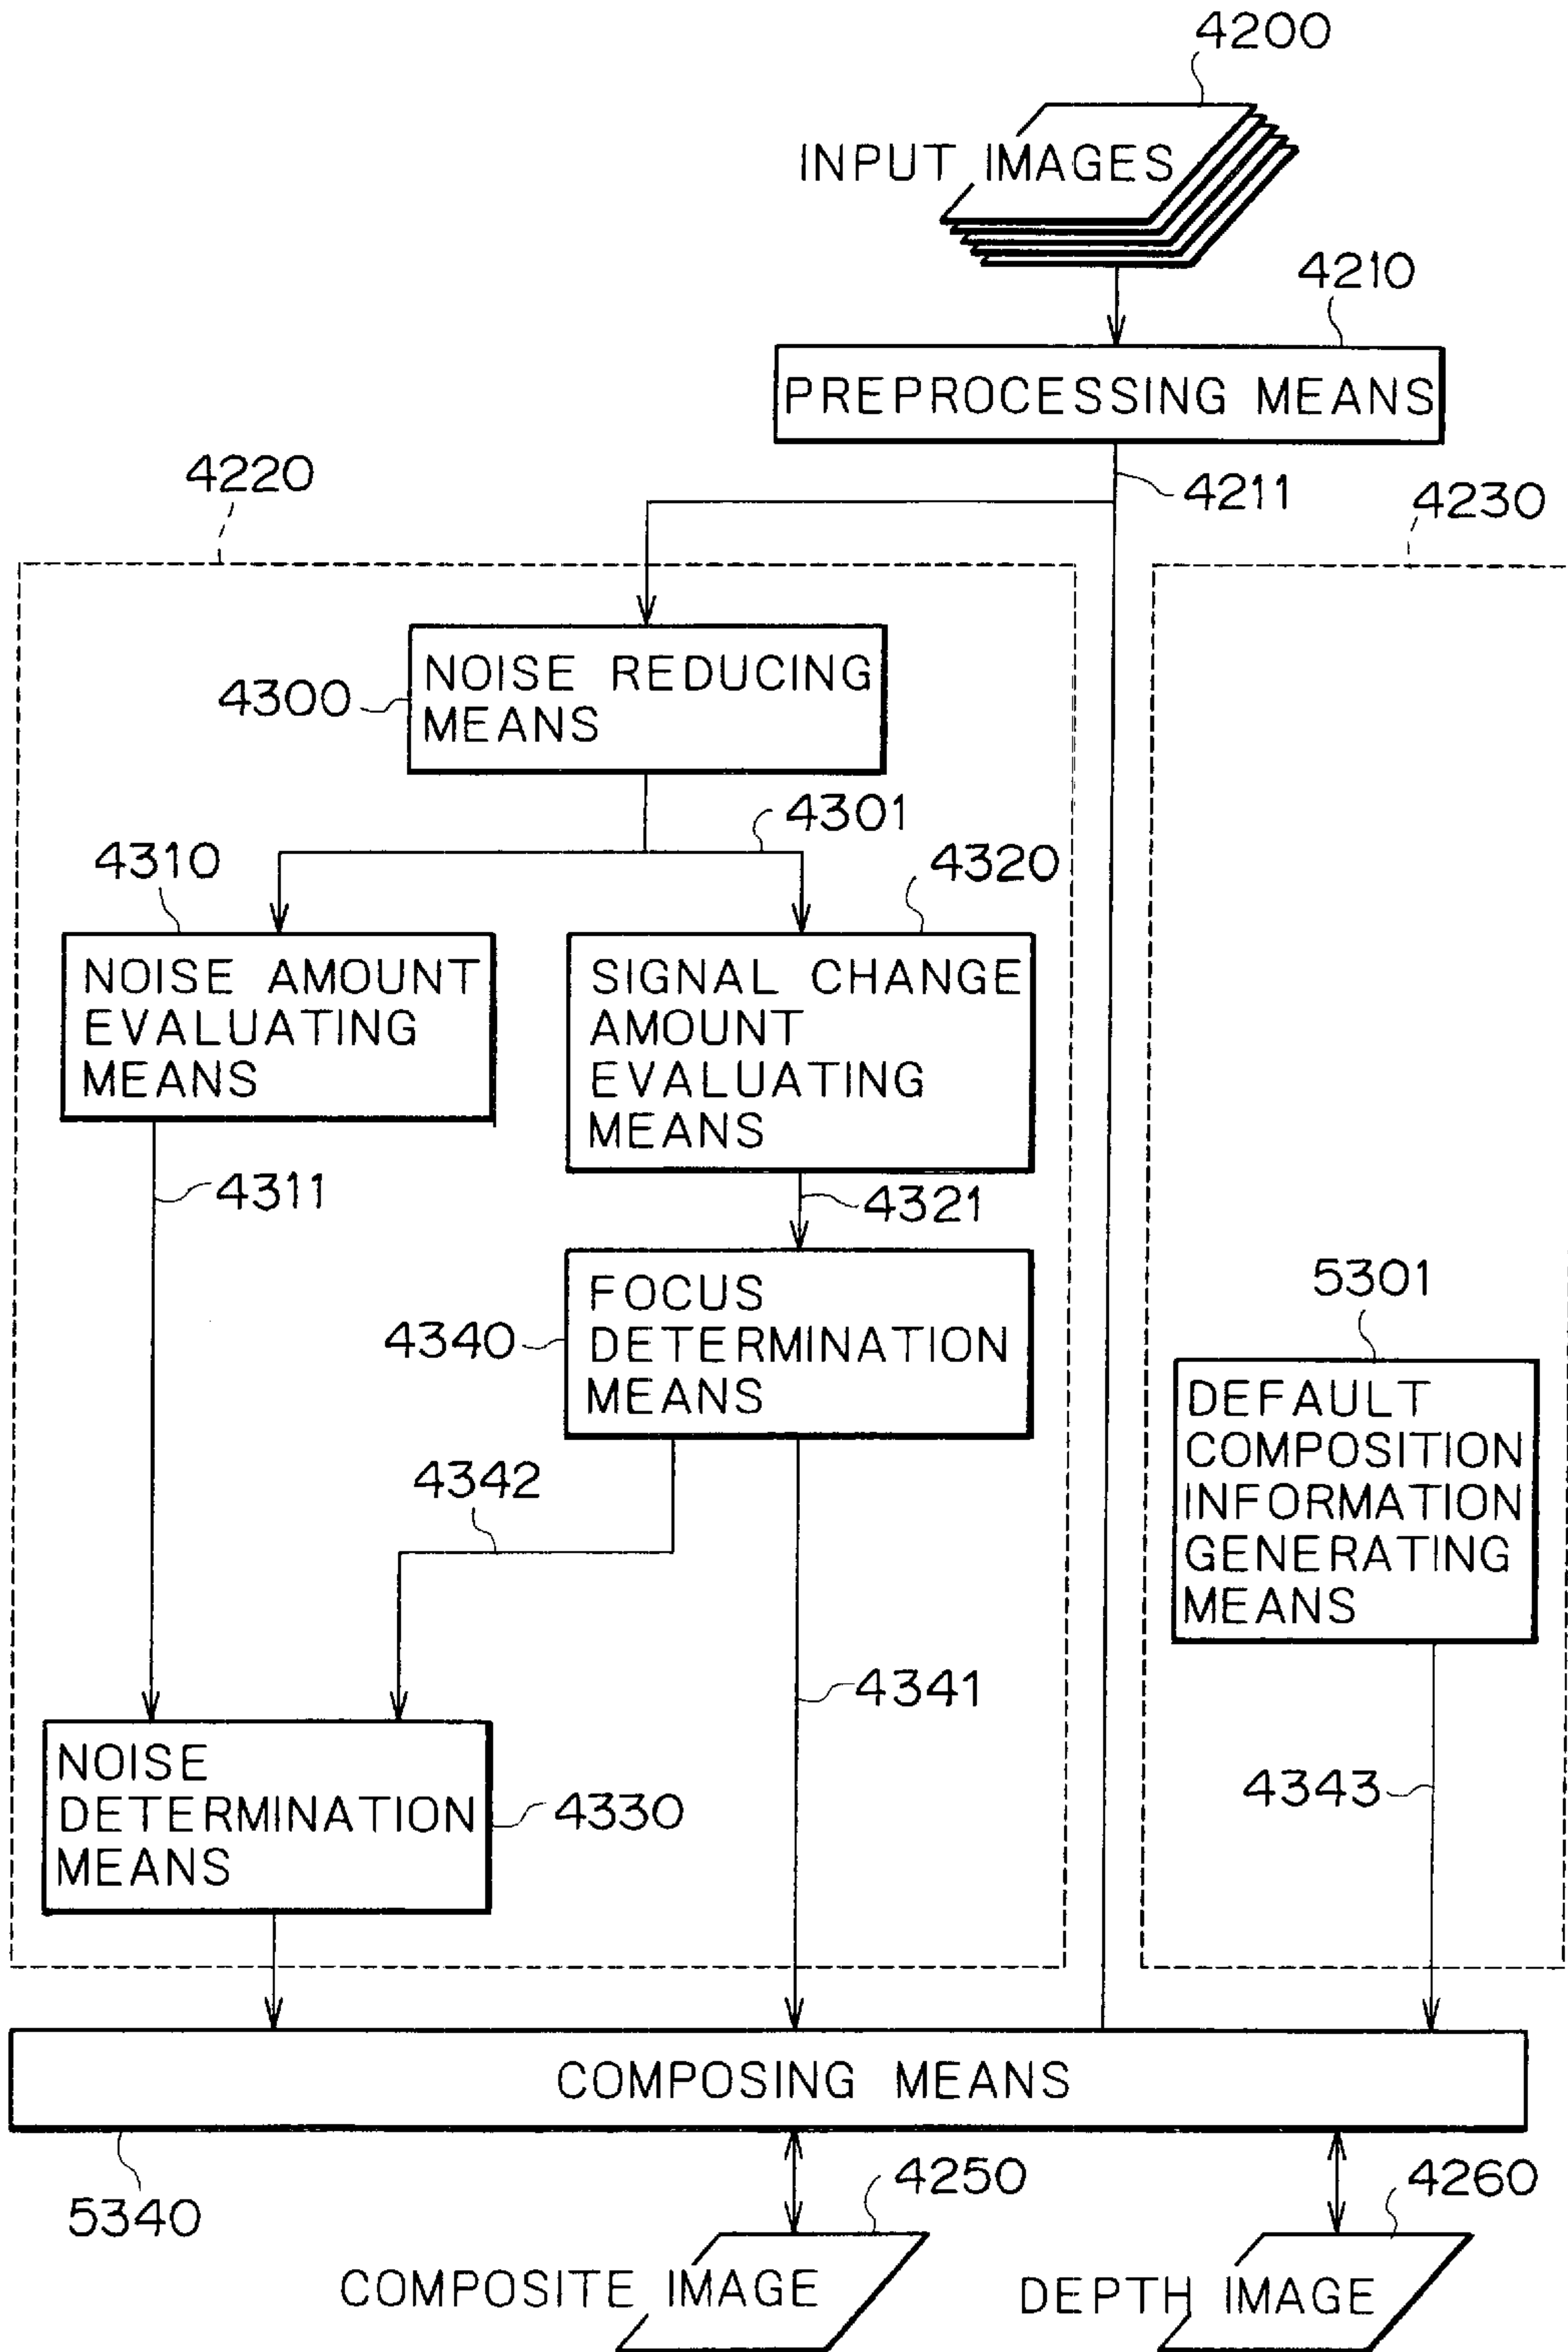 4200
INPUT IMAGES
4210
PREPROCESSING MEANS
4220
4211
4230
NOISE REDUCING
MEANS
4300
4301
4310
4320
NOISE AMOUNT
EVALUATING
MEANS
SIGNAL CHANGE
AMOUNT
EVALUATING
MEANS
4311
4321
FOCUS
DETERMINATION
MEANS
4340
5301
DEFAULT
COMPOSITION
INFORMATION
GENERATING
MEANS
4342
4341
4343
NOISE
DETERMINATION
MEANS
4330
COMPOSING MEANS
5340
4250
4260
COMPOSITE IMAGE
DEPTH IMAGE